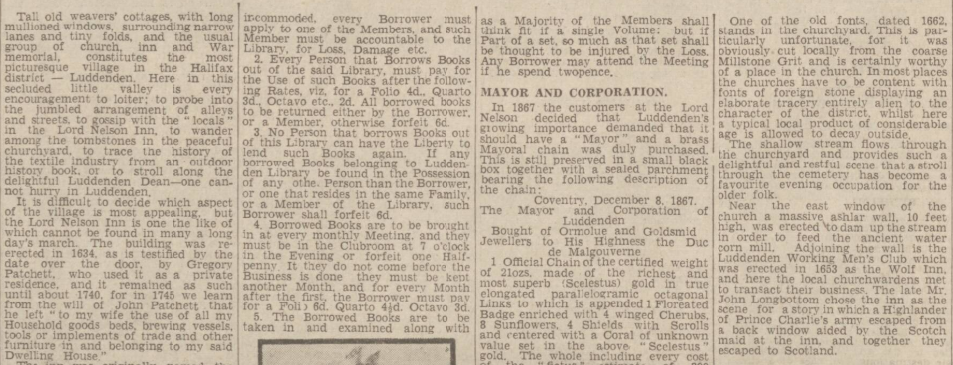 Tall old weavers' cottages, with long
mullioned windows, surrounding narrow
lanes and tiny folds, and the usual
group of church, inn and War
memorial, constitutes the most
picturesque village in the Halifax
district — Luddenden. Here in this
secluded little valley is every
encouragement to loiter; to probe into
the jumbled arrangement of alleys
and streets, to gossip with the "locals"
in the Lord Nelson Inn, to wander
among the tombstones in the peaceful
churchyard, to trace the history of
the textile industry from an outdoor
history book, or to stroll along the
delightful Luddenden Dean—one can-
not hurry in Luddenden.
It is difficult to decide which aspect
of the village is most appealing, but
the Lord Nelson Inn is one the like of
which cannot be found in many a long
day's march. The building was re-
erected in 1634, as is testified by the
date over the door, by Gregory
Patchett, who used it as a private
residence, and it remained as such
until about 1740, for in 1745 we learn
from the will of John Patchett, that
he left "to my wife the use of all my
Household goods beds, brewing vessels,
tools or implements of trade and other
furniture in and belonging to my said
Dwelling House."
The inn was originally named the
incommoded, every Borrower must
apply to one of the Members, and such
Member must be accountable to the
Library, for Loss, Damage etc.
2. Every Person that Borrows Books
out of the said Library, must pay for
the Use of such Books after the follow-
ing Rates, viz, for a Folio 4d., Quarto
3d., Octavo etc., 2d. All borrowed books
to be returned either by the Borrower,
or a Member, otherwise forfeit 6d.
3. No Person that borrows Books out
of this Library can have the Liberty to
lend such Books again. If any
borrowed Books belonging to Ludden-
den Library be found in the Possession
of any othe. Person than the Borrower,
or one that resides in the same Family,
or a Member of the Library, such
Borrower shall forfeit 6d.
4. Borrowed Books are to be brought
in at every monthly Meeting, and they
must be in the Clubroom at 7 o'clock
in the Evening or forfeit one Half-
penny It they do not come before the
Business is done they must be kept
another Month, and for every Month
after the first, the Borrower must pay
for a Folio 6d, Quarto 4½d. Octavo 3d.
5. The Borrowed Books are to be
taken in and examined along with
as a Majority of the Members shall
think fit if a single Volume; but if
Part of a set, so much as that set shall
be thought to be injured by the Loss.
Any Borrower may attend the Meeting
if he spend twopence.
MAYOR AND CORPORATION.
In 1867 the customers at the Lord
Nelson decided that Luddenden's
growing importance demanded that it
should have a "Mayor" and a brass
Mayoral chain was duly purchased.
This is still preserved in a small black
box together with a sealed parchment
bearing the following description of
the chain:
Coventry, December 8, 1867.
The Mayor and Corporation of
Luddenden
Bought of Ormolue and Goldsmid
Jewellers to His Highness the Duc
de Malgouverne
1 Official Chain of the certified weight
of 21ozs, made of the richest and
most superb (Scelestus) gold in true
elongated paralelogramic octagonal
Links to which is appended 1 Floreated
Badge enriched with 4 winged Cherubs,
8 Sunflowers, 4 Shields with Scrolls
and centered with a Coral of unknown
value set in the above "Scelestus"
gold. The whole including every cost
One of the old fonts, dated 1662,
stands in the churchyard. This is par-
ticularly unfortunate, for it was
obviously cut locally from the coarse
Millstone Grit and is certainly worthy
of a place in the church. In most places
the churches have to be content with
fonts of foreign stone displaying an
elaborate tracery entirely alien to the
character of the district, whilst here
a typical local product of considerable
age is allowed to decay outside.
The shallow stream flows through
the churchyard and provides such a
delightful and restful scene that a stroll
through the cemetery has become a
favourite evening occupation for the
older folk.
Near the east window of the
church a massive ashlar wall, 10 feet
high, was erected to dam up the stream
in order to feed the ancient water
corn mill. Adjoining the wall is the
Luddenden Working Men's Club which
was erected in 1653 as the Wolf Inn,
and here the local churchwardens met
to transact their business. The late Mr.
John Longbottom chose the inn as the
scene for a story in which a Highlander
of Prince Charlie's army escaped from
a back window aided by the Scotch
maid at the inn, and together they
escaped to Scotland.